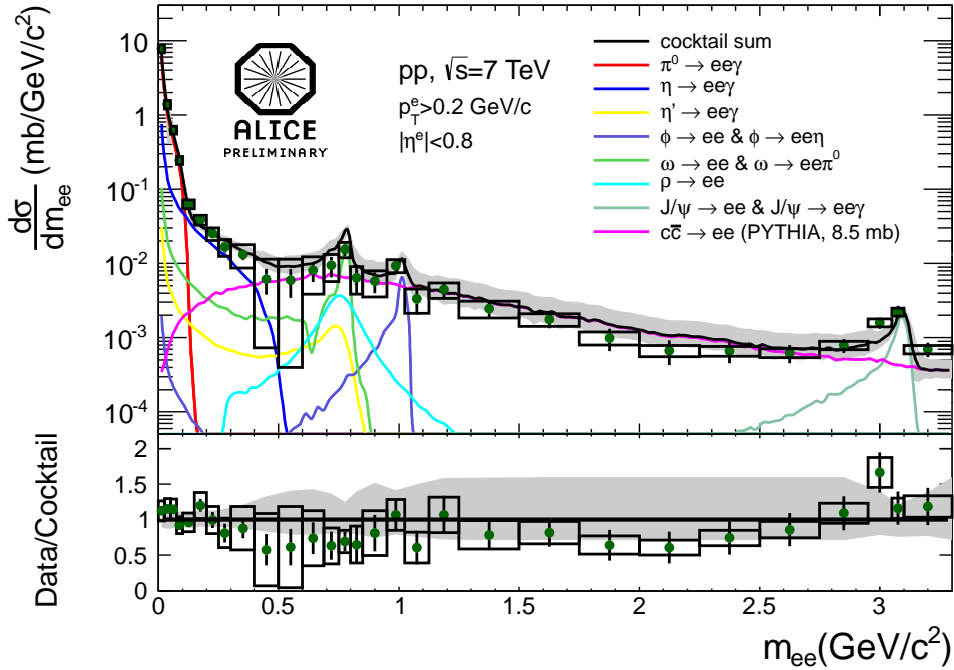 dσ/dm_ee (mb/GeV/c²)
10
1
10⁻¹
10⁻²
10⁻³
10⁻⁴
ALICE
PRELIMINARY
pp, √s=7 TeV
p_T^e>0.2 GeV/c
|η^e|<0.8
cocktail sum
π⁰ → eeγ
η → eeγ
η' → eeγ
ϕ → ee & ϕ → eeη
ω → ee & ω → eeπ⁰
ρ → ee
J/ψ → ee & J/ψ → eeγ
cc̅ → ee (PYTHIA, 8.5 mb)
Data/Cocktail
2
1.5
1
0.5
0
0 0.5 1 1.5 2 2.5 3
m_ee(GeV/c²)